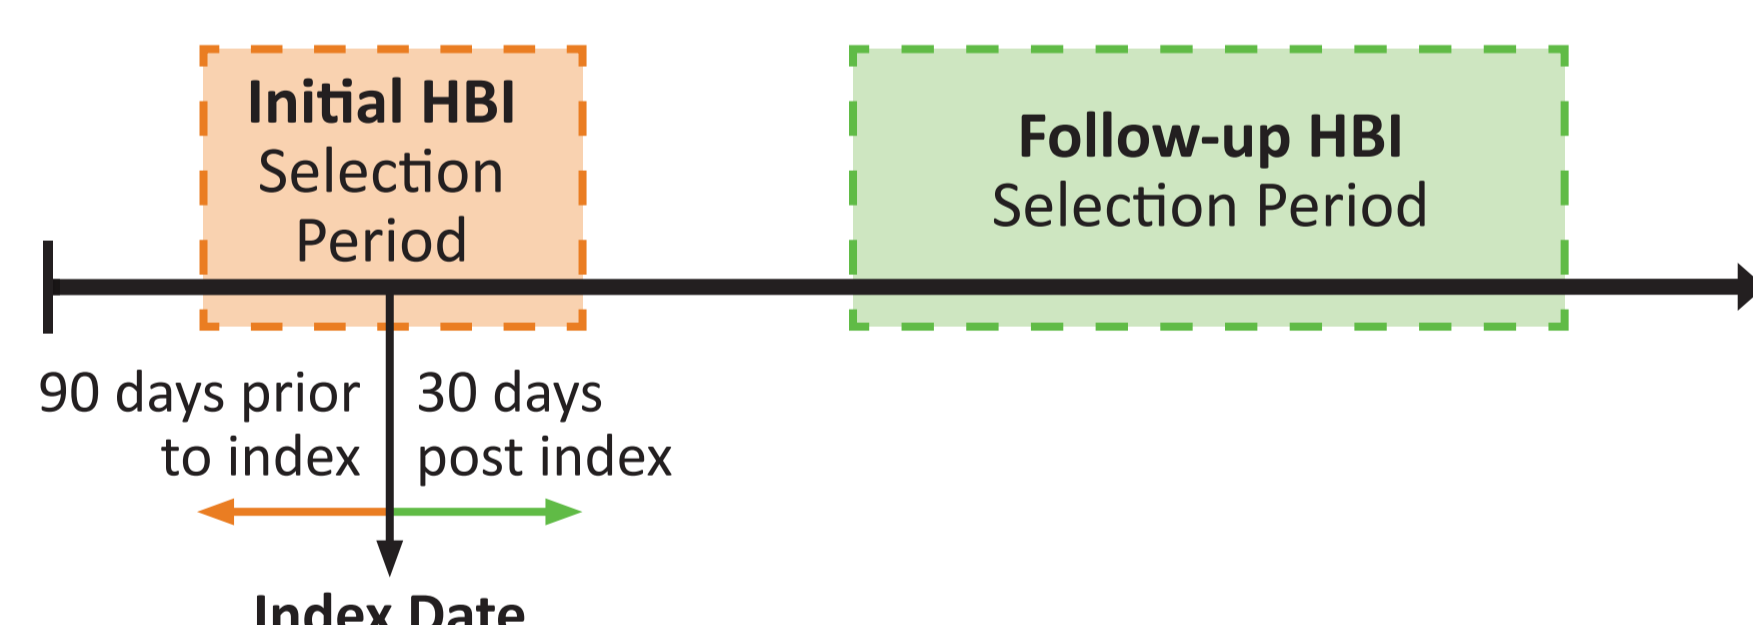 Initial HBI
Selection
Period
Follow-up HBI
Selection Period
90 days prior
to index
30 days
post index
Index Date